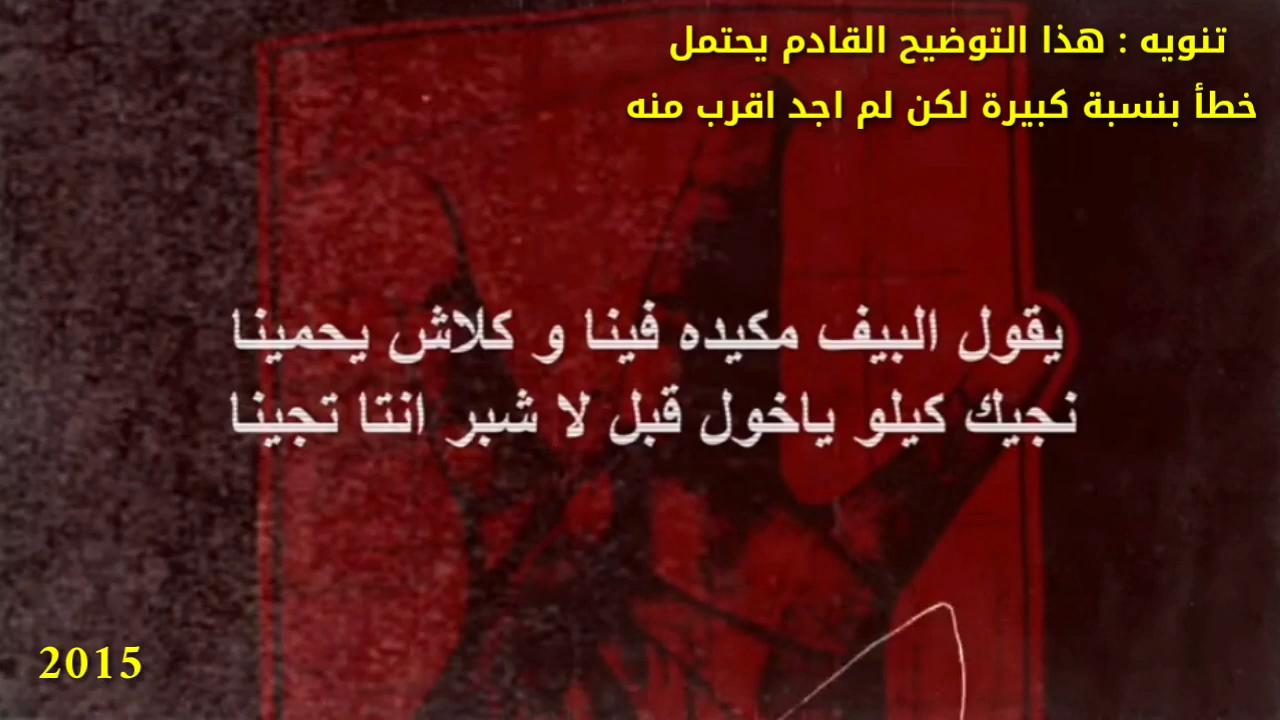 تنويه : هذا التوضيح القادم يحتمل
خطأ بنسبة كبيرة لكن لم اجد اقرب منه
يقول البيف مكيده فينا و كلاش يحمينا
نجيك كيلو ياخول قبل لا شبر انتا تجينا
2015